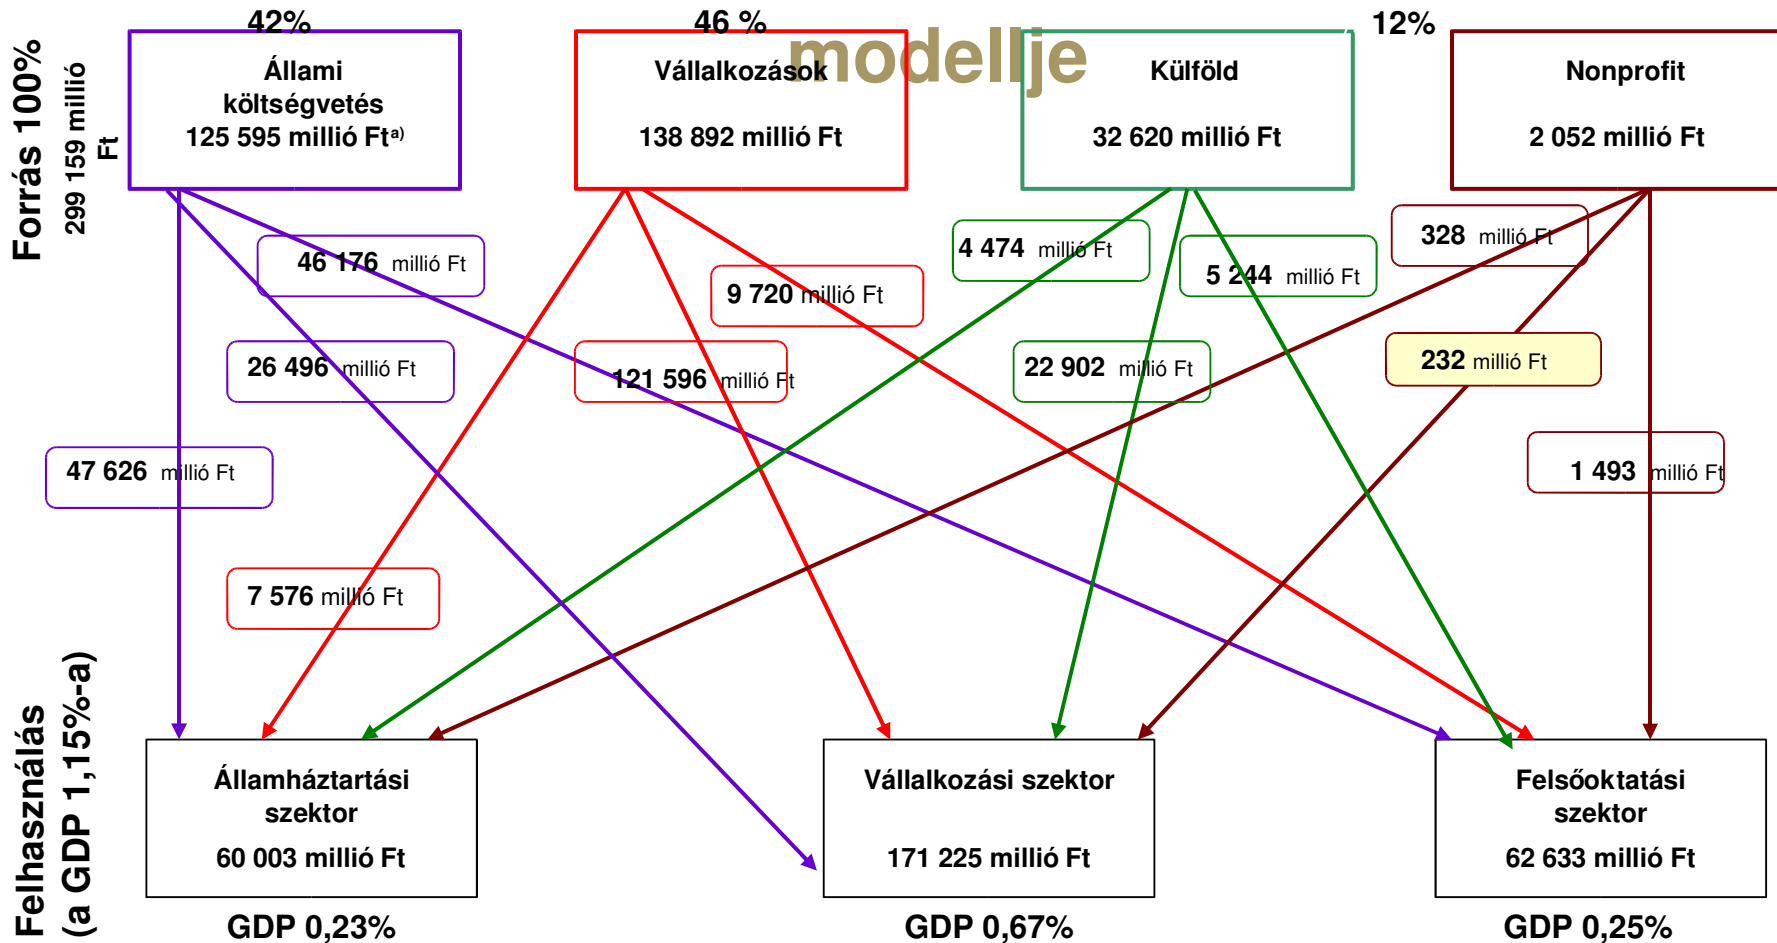 modellje
42%
46 %
12%
Forrás 100%
299 159 millió
Ft
Állami
költségvetés
125 595 millió Ft a)
Vállalkozások
138 892 millió Ft
Külföld
32 620 millió Ft
Nonprofit
2 052 millió Ft
46 176 millió Ft
9 720 millió Ft
4 474 millió Ft
5 244 millió Ft
328 millió Ft
26 496 millió Ft
121 596 millió Ft
22 902 millió Ft
232 millió Ft
47 626 millió Ft
1 493 millió Ft
7 576 millió Ft
Felhasználás
(a GDP 1,15%-a)
Államháztartási
szektor
60 003 millió Ft
Vállalkozási szektor
171 225 millió Ft
Felsőoktatási
szektor
62 633 millió Ft
GDP 0,23%
GDP 0,67%
GDP 0,25%